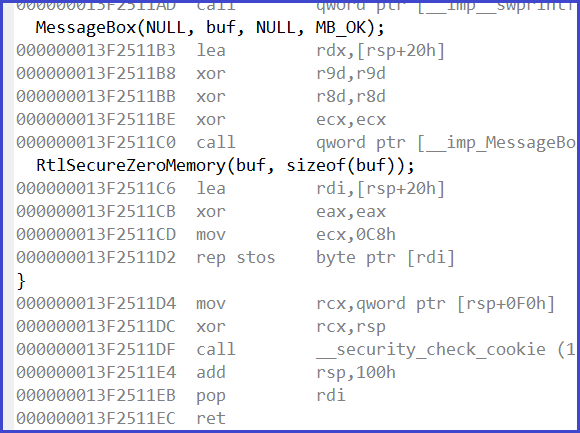 000000013F2511AD call qword ptr [__imp__swprintf
MessageBox(NULL, buf, NULL, MB_OK);
000000013F2511B3 lea rdx,[rsp+20h]
000000013F2511B8 xor r9d,r9d
000000013F2511BB xor r8d,r8d
000000013F2511BE xor ecx,ecx
000000013F2511C0 call qword ptr [__imp_MessageBo
RtlSecureZeroMemory(buf, sizeof(buf));
000000013F2511C6 lea rdi,[rsp+20h]
000000013F2511CB xor eax,eax
000000013F2511CD mov ecx,0C8h
000000013F2511D2 rep stos byte ptr [rdi]
}
000000013F2511D4 mov rcx,qword ptr [rsp+0F0h]
000000013F2511DC xor rcx,rsp
000000013F2511DF call __security_check_cookie (1
000000013F2511E4 add rsp,100h
000000013F2511EB pop rdi
000000013F2511EC ret